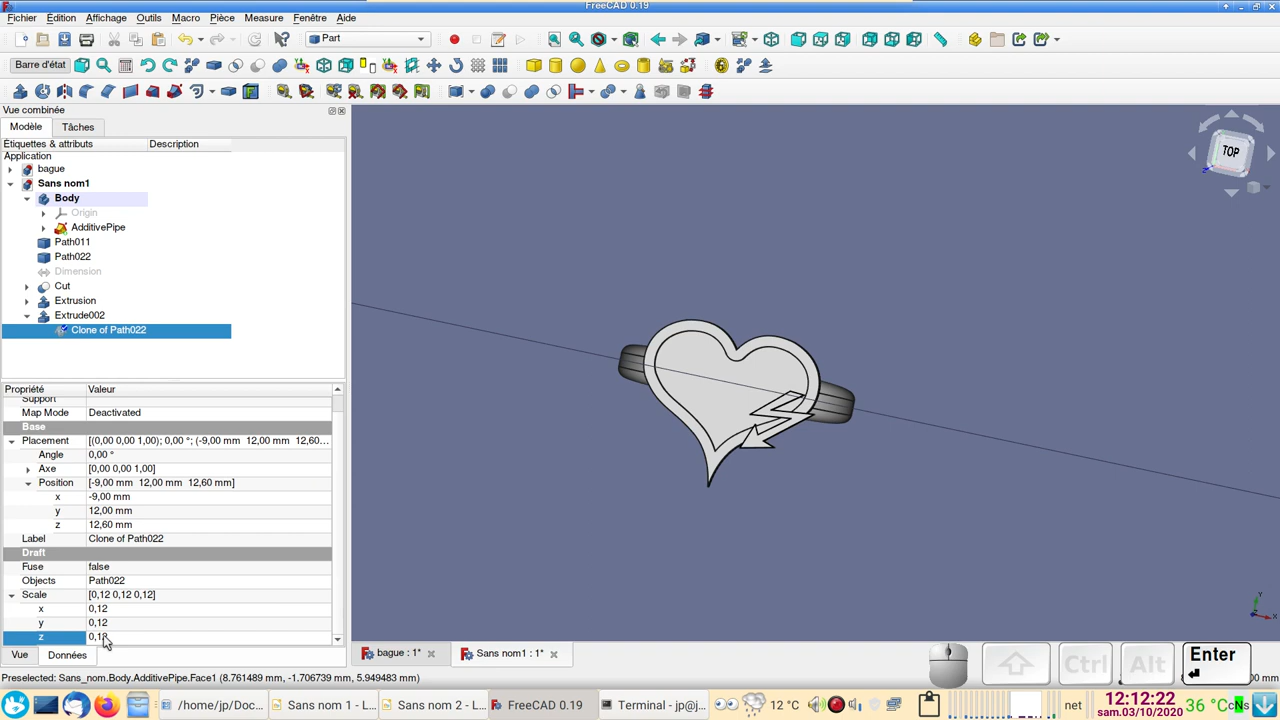 FreeCAD 0.19
Fichier Édition Affichage Outils Macro Pièce Mesure Fenêtre Aide
Part
Barre d'état
Vue combinée
Modèle Tâches
Étiquettes & attributs Description
Application
bague
Sans nom1
Body
Origin
AdditivePipe
Path011
Path022
Dimension
Cut
Extrusion
Extrude002
Clone of Path022
TOP
Propriété Valeur
Support
Map Mode Deactivated
Base
Placement [(0,00 0,00 1,00); 0,00 °; (-9,00 mm 12,00 mm 12,60...
Angle 0,00 °
Axe [0,00 0,00 1,00]
Position [-9,00 mm 12,00 mm 12,60 mm]
x -9,00 mm
y 12,00 mm
z 12,60 mm
Label Clone of Path022
Draft
Fuse false
Objects Path022
Scale [0,12 0,12 0,12]
x 0,12
y 0,12
z 0,12
Vue Données
bague : 1* Sans nom1 : 1*
Ctrl Alt Enter
Preselected: Sans_nom.Body.AdditivePipe.Face1 (8.761489 mm, -1.706739 mm, 5.949483 mm)
/home/jp/Doc... Sans nom 1 - L... Sans nom 2 - L... FreeCAD 0.19 Terminal - jp@j... 12 °C net 12:12:22 36 °C
sam.03/10/2020